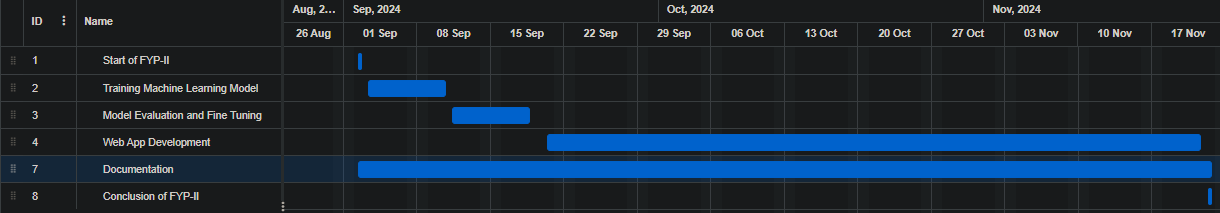 Aug, 2… Sep, 2024 Oct, 2024 Nov, 2024
ID Name
26 Aug 01 Sep 08 Sep 15 Sep 22 Sep 29 Sep 06 Oct 13 Oct 20 Oct 27 Oct 03 Nov 10 Nov 17 Nov
1 Start of FYP-II
2 Training Machine Learning Model
3 Model Evaluation and Fine Tuning
4 Web App Development
7 Documentation
8 Conclusion of FYP-II